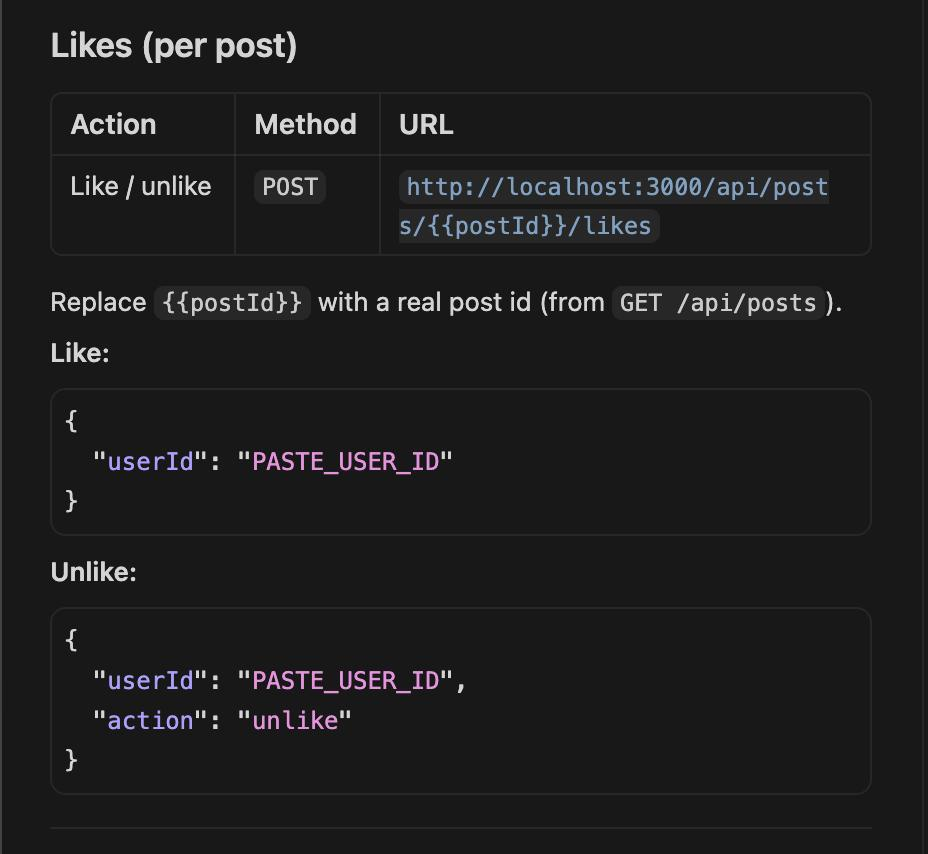 Likes (per post)
Action Method URL
Like / unlike POST http://localhost:3000/api/post
s/{{postId}}/likes
Replace {{postId}} with a real post id (from GET /api/posts).
Like:
{
  "userId": "PASTE_USER_ID"
}
Unlike:
{
  "userId": "PASTE_USER_ID",
  "action": "unlike"
}